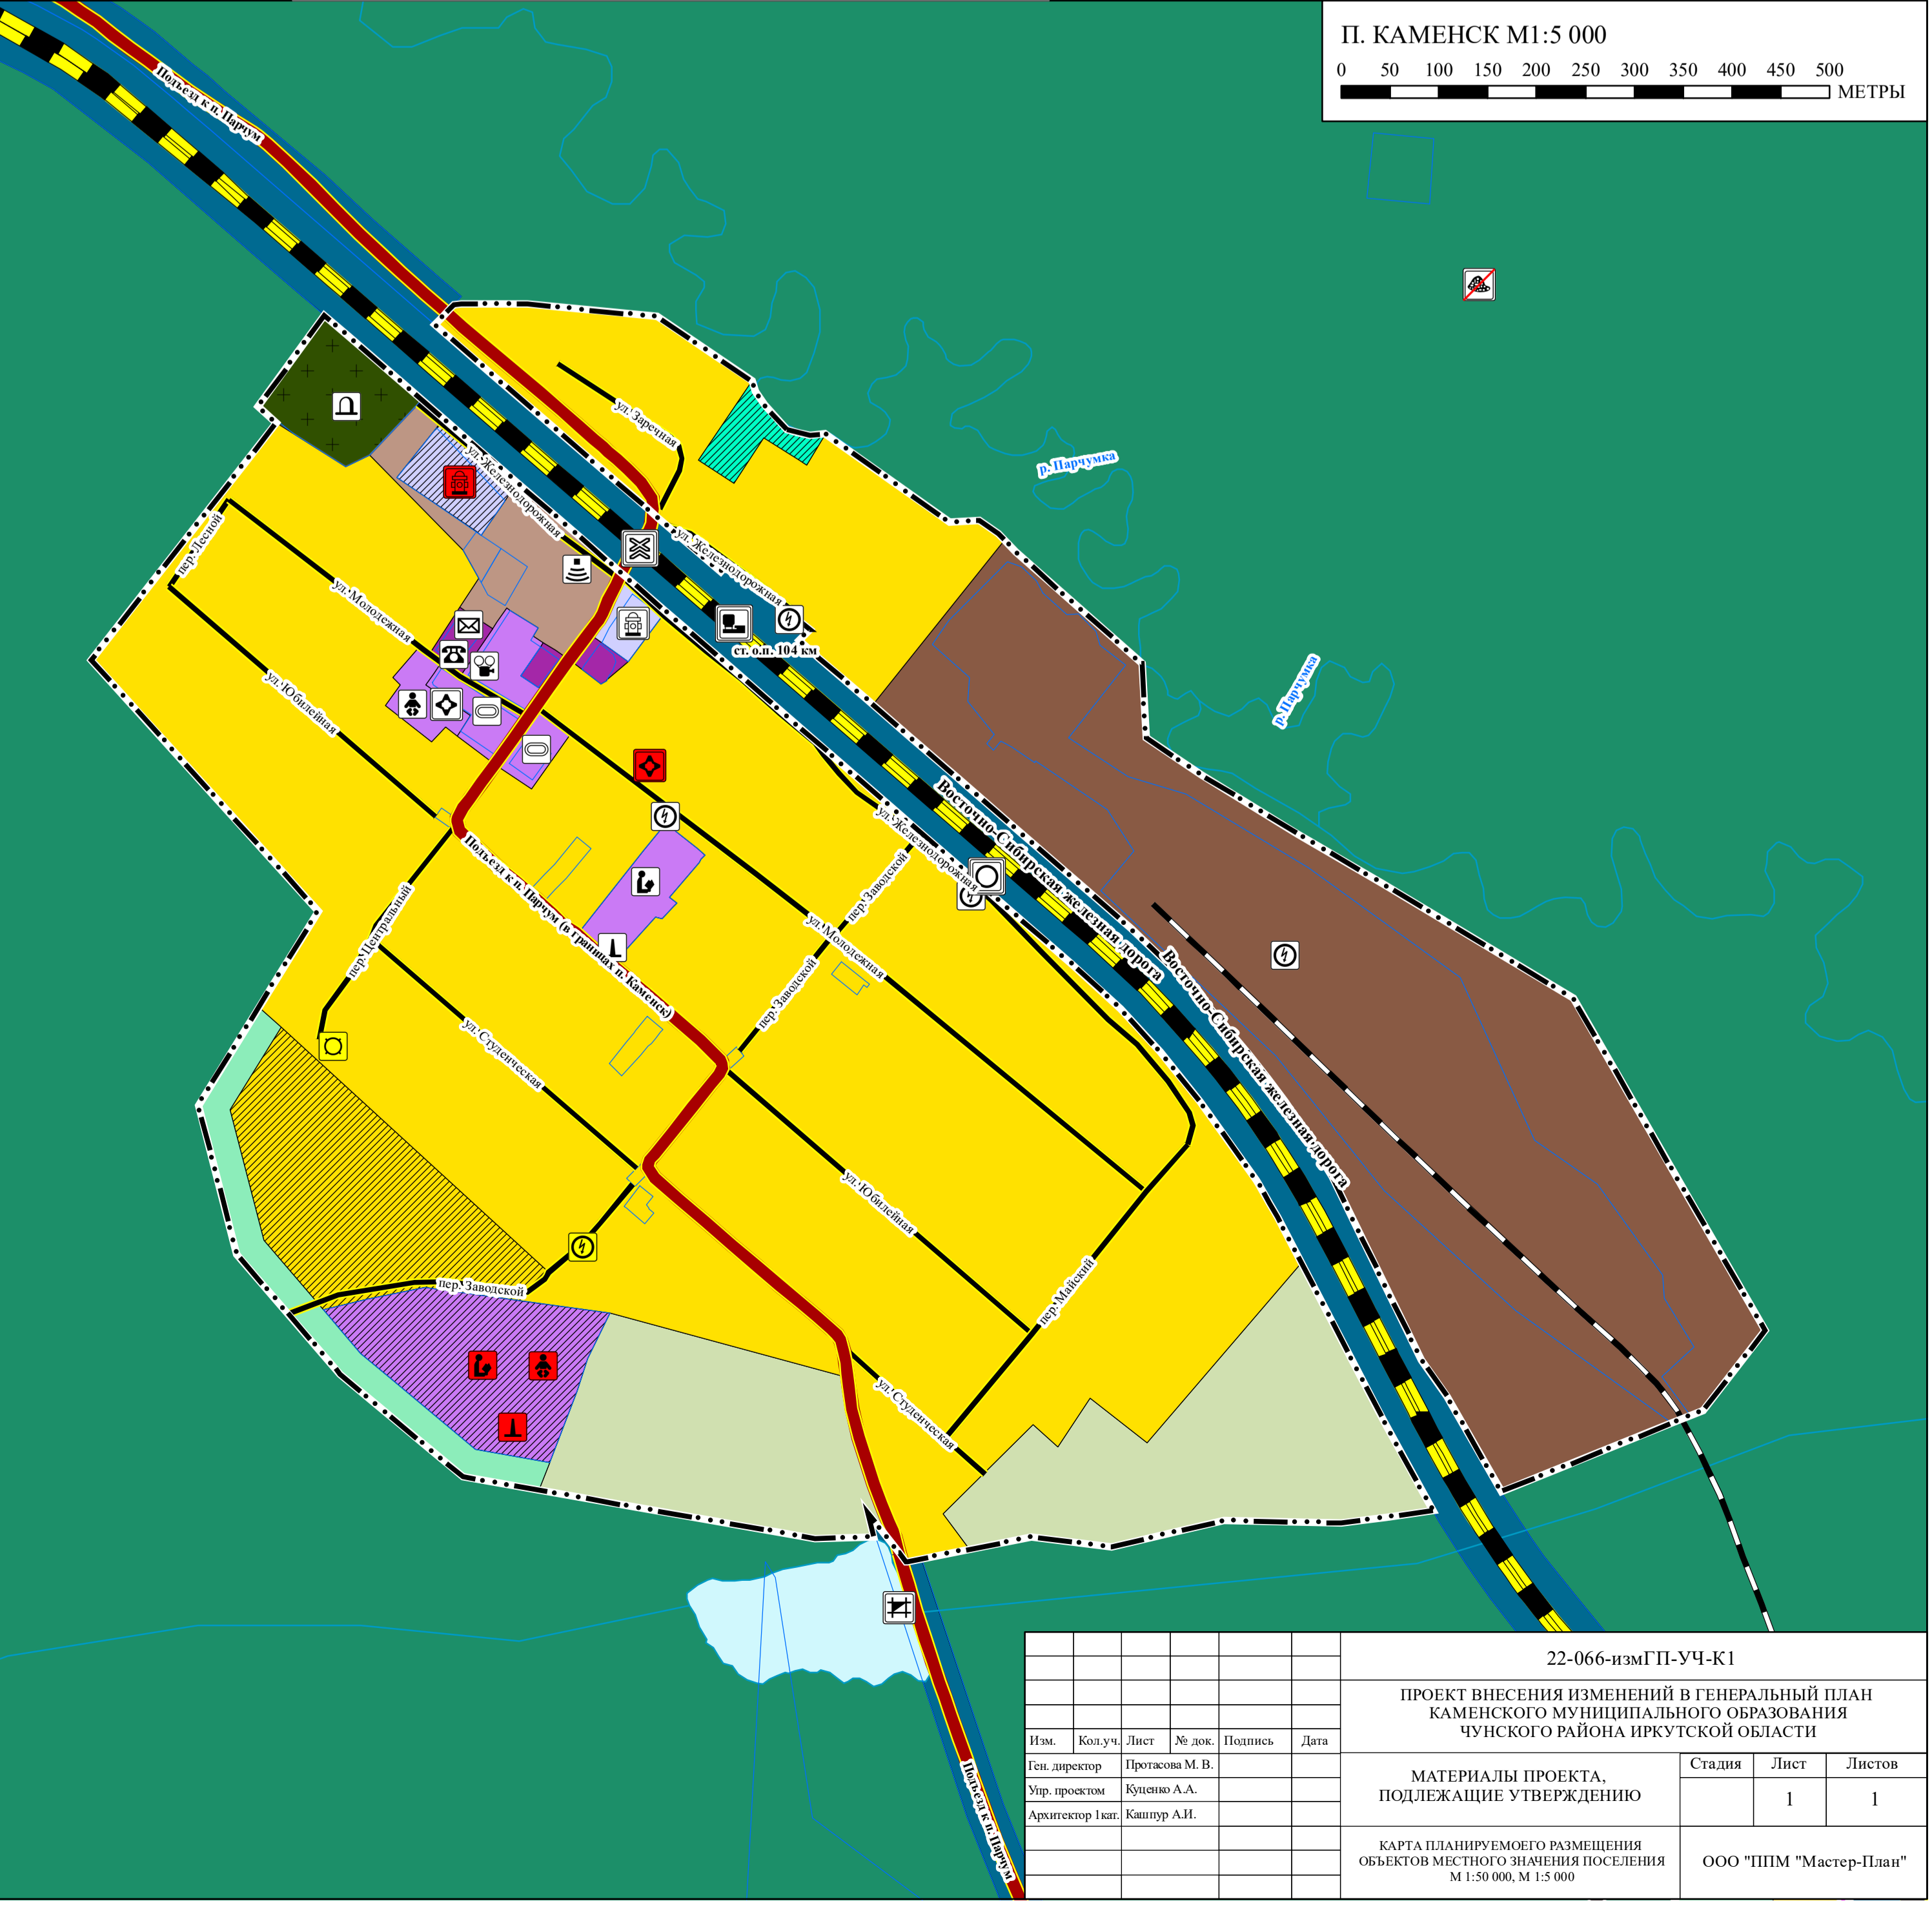 П. КАМЕНСК М1:5 000
0 50 100 150 200 250 300 350 400 450 500
МЕТРЫ
Подъезд к п. Парчум
ул. Заречная
ул. Железнодорожная
р. Парчумка
пер. Лесной
ул. Железнодорожная
ул. Молодежная
ст. о.п. 104 км
ул. Юбилейная
р. Парчумка
Восточно-Сибирская железная дорога
ул. Железнодорожная
Подъезд к п. Парчум (в границах п. Каменск)
пер. Заводской
пер. Центральный
ул. Молодежная
Восточно-Сибирская железная дорога
пер. Заводской
ул. Студенческая
ул. Юбилейная
пер. Заводской
пер. Майский
ул. Студенческая
Подъезд к п. Парчум
22-066-измГП-УЧ-К1
ПРОЕКТ ВНЕСЕНИЯ ИЗМЕНЕНИЙ В ГЕНЕРАЛЬНЫЙ ПЛАН
КАМЕНСКОГО МУНИЦИПАЛЬНОГО ОБРАЗОВАНИЯ
ЧУНСКОГО РАЙОНА ИРКУТСКОЙ ОБЛАСТИ
Изм. Кол.уч. Лист № док. Подпись Дата
Ген. директор Протасова М. В.
Упр. проектом Куценко А.А.
Архитектор 1кат. Кашпур А.И.
МАТЕРИАЛЫ ПРОЕКТА,
ПОДЛЕЖАЩИЕ УТВЕРЖДЕНИЮ
Стадия Лист Листов
1 1
КАРТА ПЛАНИРУЕМОЕГО РАЗМЕЩЕНИЯ
ОБЪЕКТОВ МЕСТНОГО ЗНАЧЕНИЯ ПОСЕЛЕНИЯ
М 1:50 000, М 1:5 000
ООО "ППМ "Мастер-План"